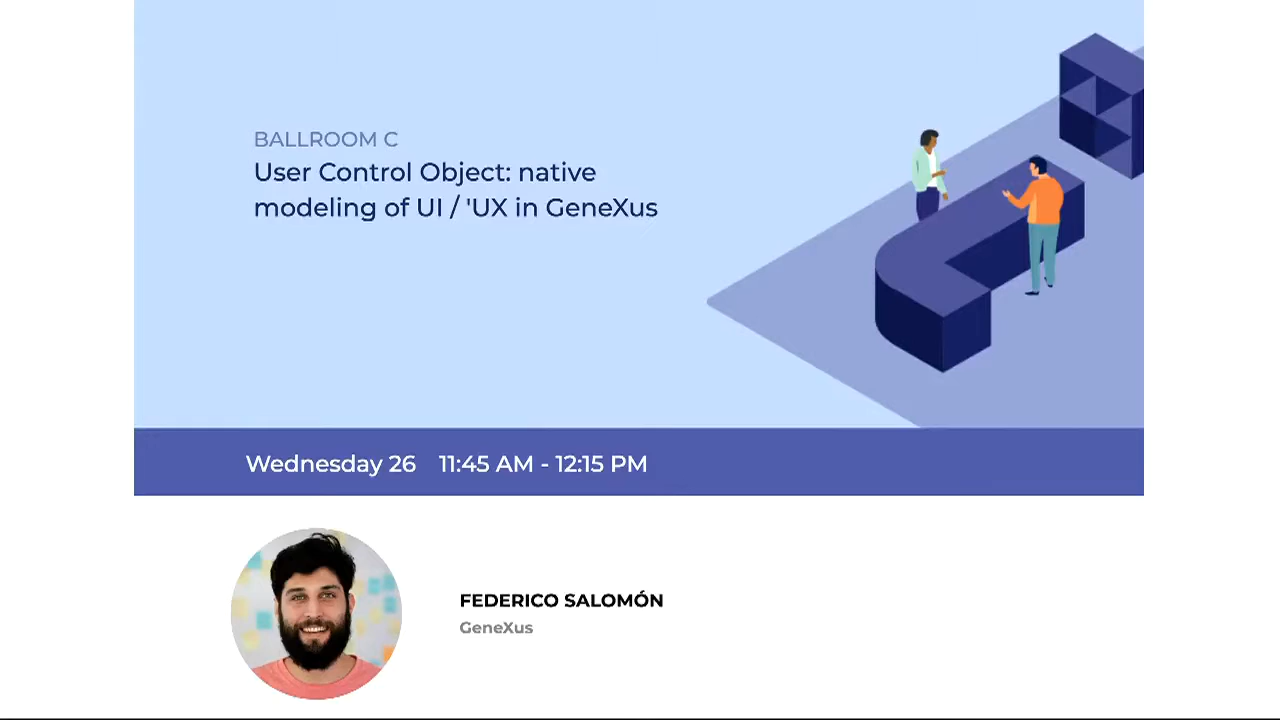 BALLROOM C
User Control Object: native
modeling of UI / 'UX in GeneXus
Wednesday 26 11:45 AM - 12:15 PM
FEDERICO SALOMÓN
GeneXus